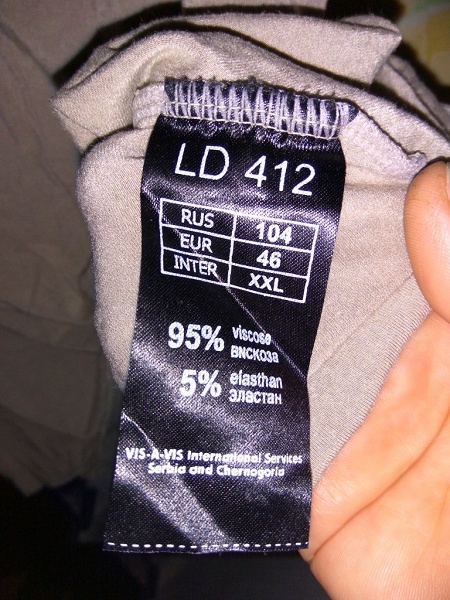 LD 412
RUS 104
EUR 46
INTER XXL
95% viscose
вискоза
5% elasthan
эластан
VIS-A-VIS International Services
Serbia and Chernogoria